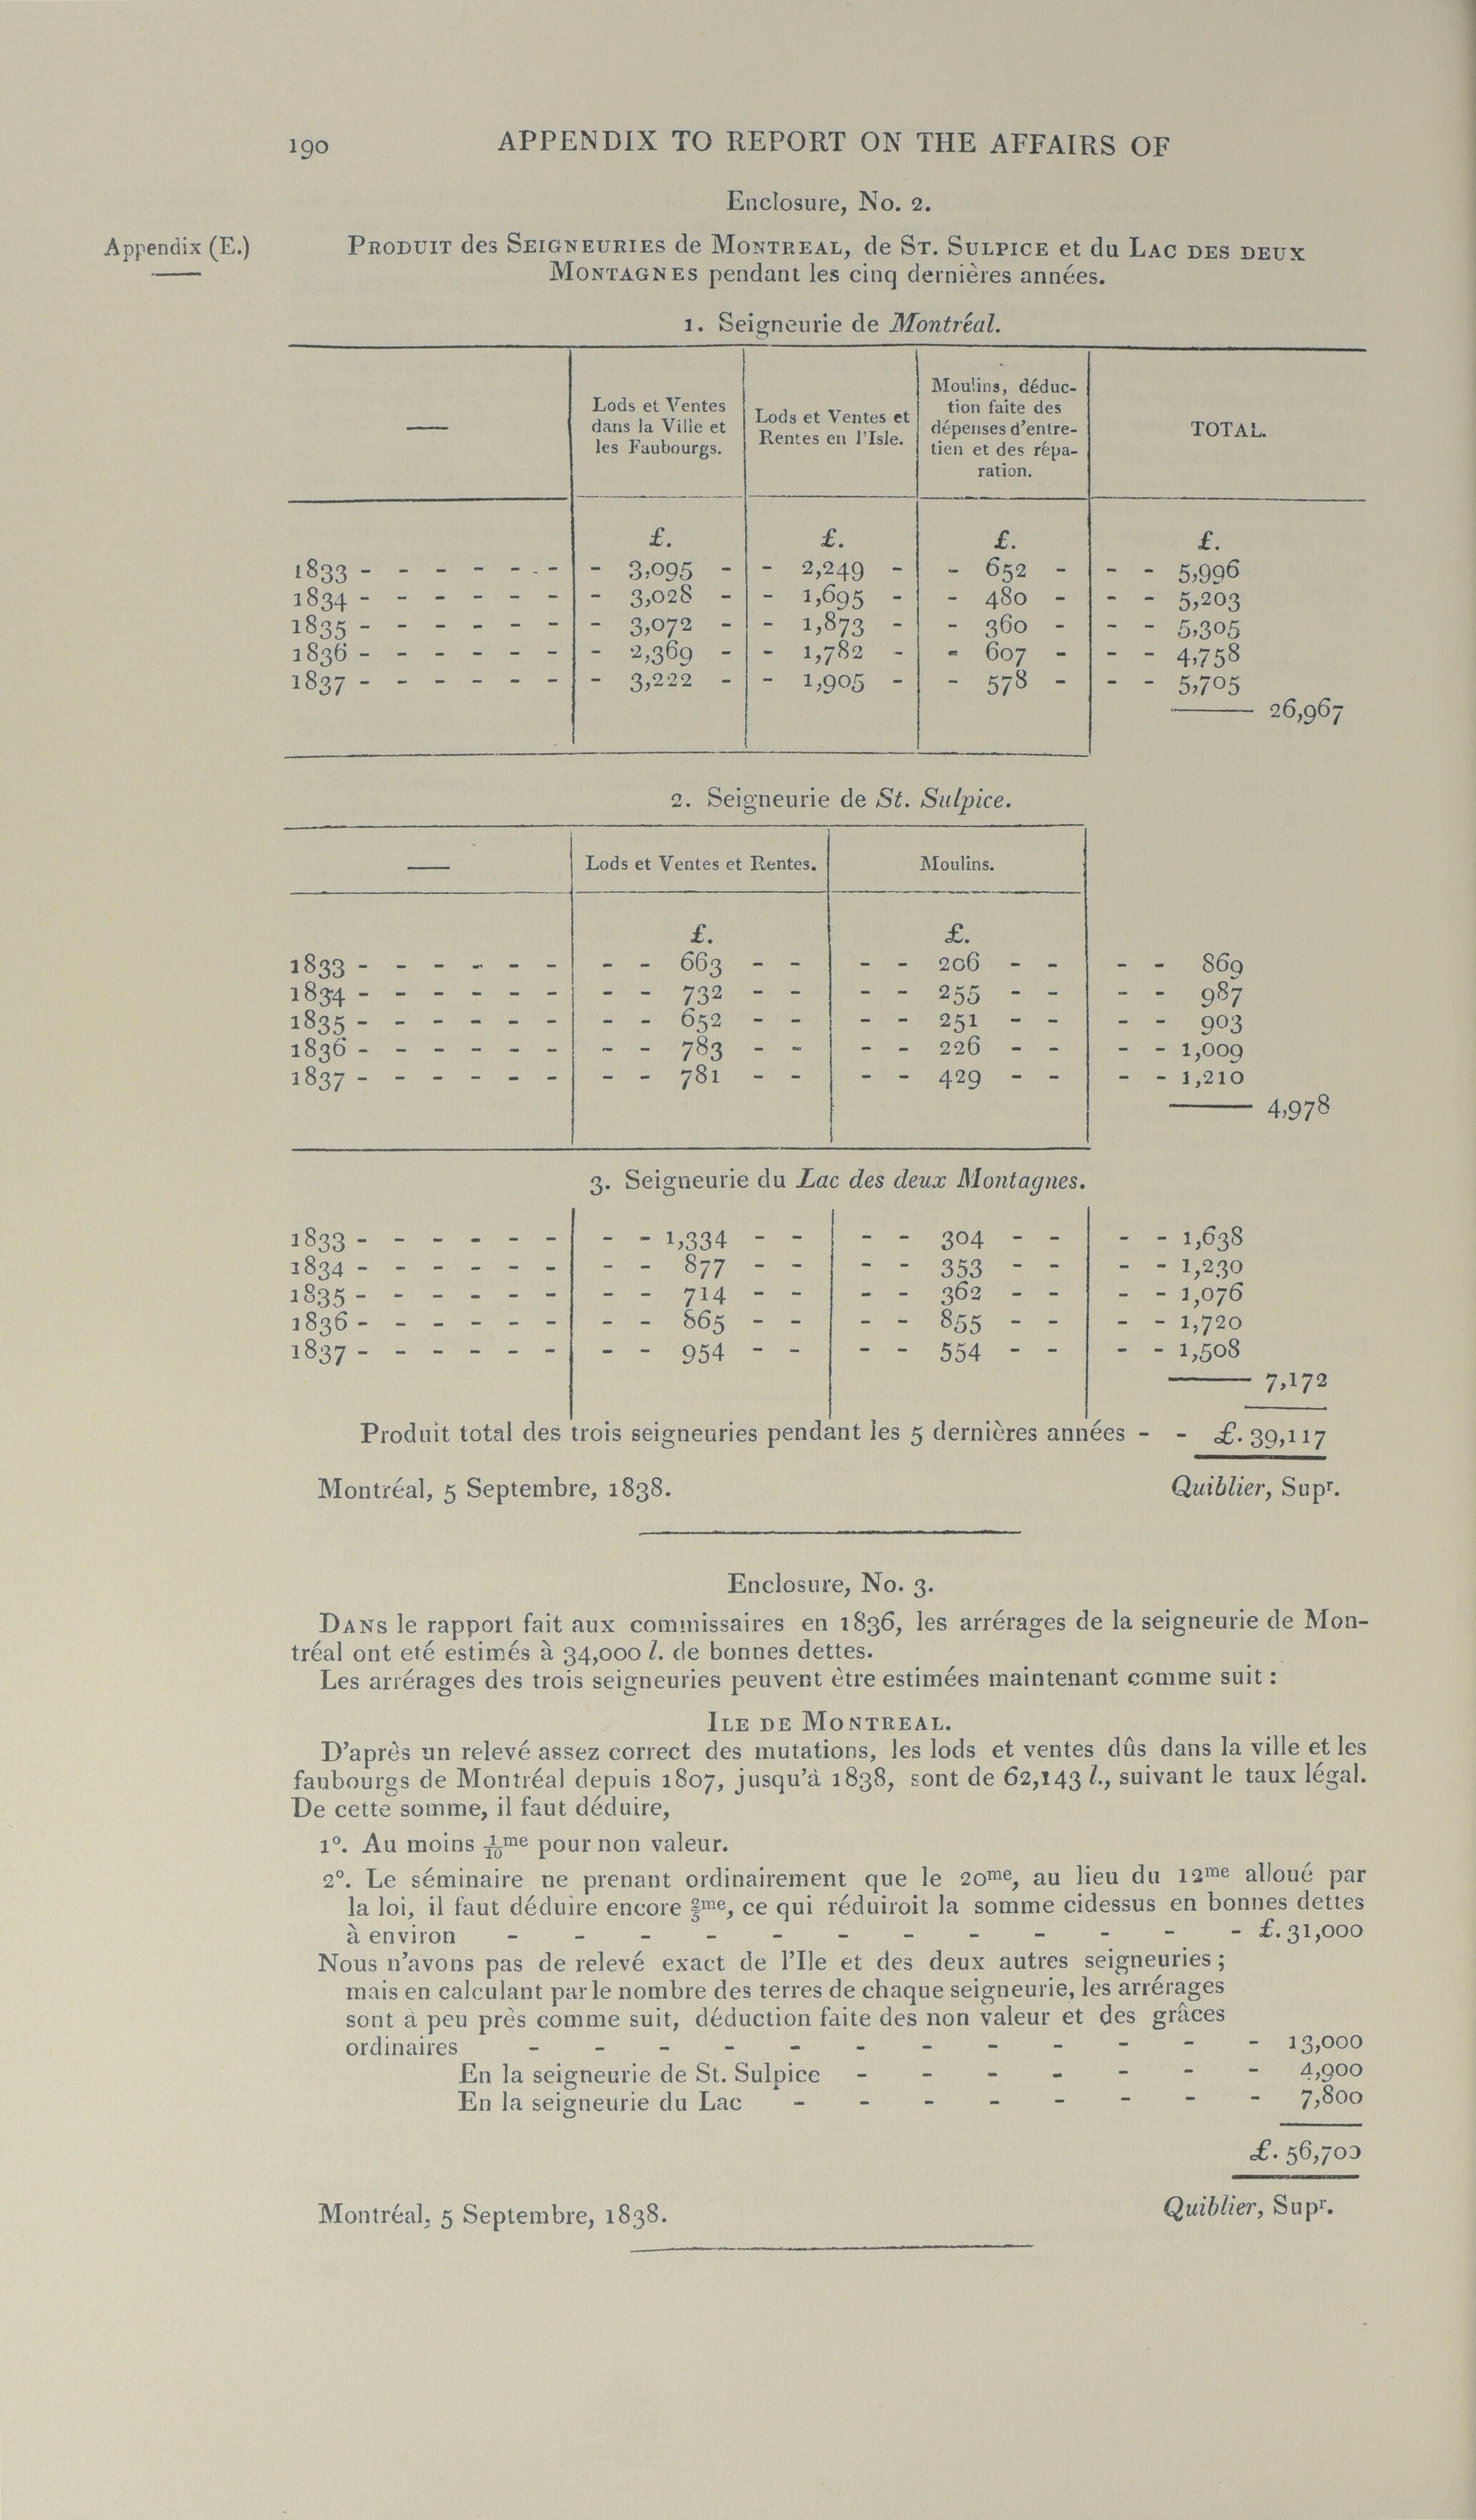 190 APPENDIX TO REPORT ON THE AFFAIRS OF
Enclosure, No. 2.
Appendix (E.)
PRODUIT des SEIGNEURIES de MONTREAL, de ST. SULPICE et du LAC DES DEUX
MONTAGNES pendant les cinq dernières années.
1. Seigneurie de Montréal.
— Lods et Ventes dans la Ville et les Faubourgs. Lods et Ventes et Rentes en l'Isle. Moulins, déduction faite des dépenses d'entretien et des réparation. TOTAL.
£. £. £. £.
1833 - - - - - - - 3,095 - - 2,249 - - 652 - - - 5,996
1834 - - - - - - - 3,028 - - 1,695 - - 480 - - - 5,203
1835 - - - - - - - 3,072 - - 1,873 - - 360 - - - 5,305
1836 - - - - - - - 2,369 - - 1,782 - - 607 - - - 4,758
1837 - - - - - - - 3,222 - - 1,905 - - 578 - - - 5,705
26,967
2. Seigneurie de St. Sulpice.
— Lods et Ventes et Rentes. Moulins.
£. £.
1833 - - - - - - - - 663 - - - - 206 - - - - 869
1834 - - - - - - - - 732 - - - - 255 - - - - 987
1835 - - - - - - - - 652 - - - - 251 - - - - 903
1836 - - - - - - - - 783 - - - - 226 - - - - 1,009
1837 - - - - - - - - 781 - - - - 429 - - - - 1,210
4,978
3. Seigneurie du Lac des deux Montagnes.
1833 - - - - - - - - 1,334 - - - - 304 - - - - 1,638
1834 - - - - - - - - 877 - - - - 353 - - - - 1,230
1835 - - - - - - - - 714 - - - - 362 - - - - 1,076
1836 - - - - - - - - 865 - - - - 855 - - - - 1,720
1837 - - - - - - - - 954 - - - - 554 - - - - 1,508
7,172
Produit total des trois seigneuries pendant les 5 dernières années - - £. 39,117
Montréal, 5 Septembre, 1838. Quiblier, Supr.
Enclosure, No. 3.
DANS le rapport fait aux commissaires en 1836, les arrérages de la seigneurie de Mon-
tréal ont eté estimés à 34,000 l. de bonnes dettes.
Les arrérages des trois seigneuries peuvent être estimées maintenant comme suit :
ILE DE MONTREAL.
D'après un relevé assez correct des mutations, les lods et ventes dûs dans la ville et les
faubourgs de Montréal depuis 1807, jusqu'à 1838, sont de 62,143 l., suivant le taux légal.
De cette somme, il faut déduire,
1°. Au moins 1/10me pour non valeur.
2°. Le séminaire ne prenant ordinairement que le 20me, au lieu du 12me alloué par
la loi, il faut déduire encore 2/5me, ce qui réduiroit la somme cidessus en bonnes dettes
à environ - - - - - - - - - - - - £. 31,000
Nous n'avons pas de relevé exact de l'Ile et des deux autres seigneuries ;
mais en calculant par le nombre des terres de chaque seigneurie, les arrérages
sont à peu près comme suit, déduction faite des non valeur et des grâces
ordinaires - - - - - - - - - - - - 13,000
En la seigneurie de St. Sulpice - - - - - - - 4,900
En la seigneurie du Lac - - - - - - - - 7,800
£. 56,700
Montréal, 5 Septembre, 1838. Quiblier, Supr.